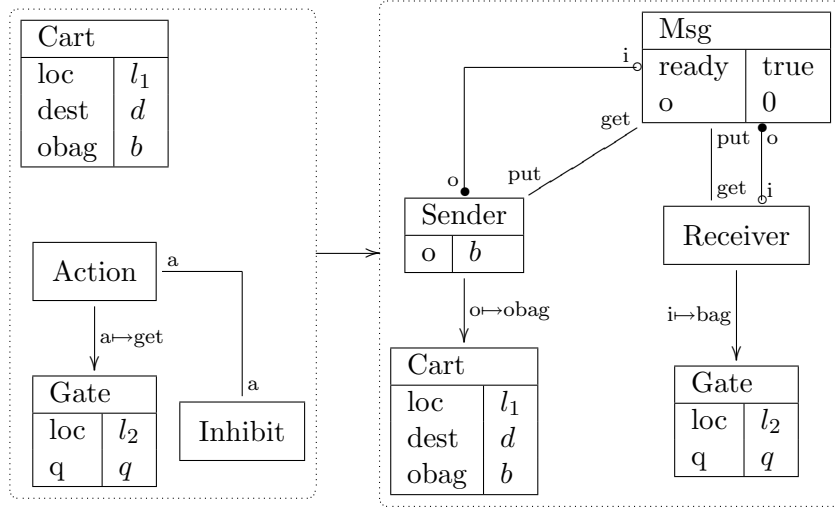 Cart
loc l₁
dest d
obag b
Action
a
a↦get
a
Gate
loc l₂
q q
Inhibit
Msg
ready true
o 0
i
get
put
o
put
o
get
i
Sender
o b
Receiver
o↦obag
i↦bag
Cart
loc l₁
dest d
obag b
Gate
loc l₂
q q